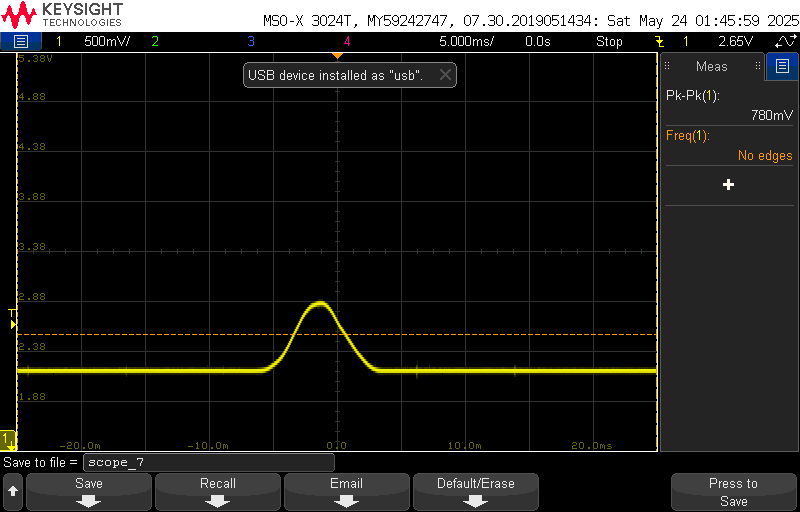 KEYSIGHT
TECHNOLOGIES
MSO-X 3024T, MY59242747, 07.30.2019051434: Sat May 24 01:45:59 2025
1 500mV/ 2 3 4 5.000ms/ 0.0s Stop 1 2.65V
5.38V
USB device installed as "usb".
Meas
4.88
Pk-Pk(1):
780mV
Freq(1):
No edges
4.38
3.88
3.38
2.88
T
2.38
1.88
1
-20.0m -10.0m 0.0 10.0m 20.0ms
Save to file = scope_7
Save Recall Email Default/Erase Press to
Save